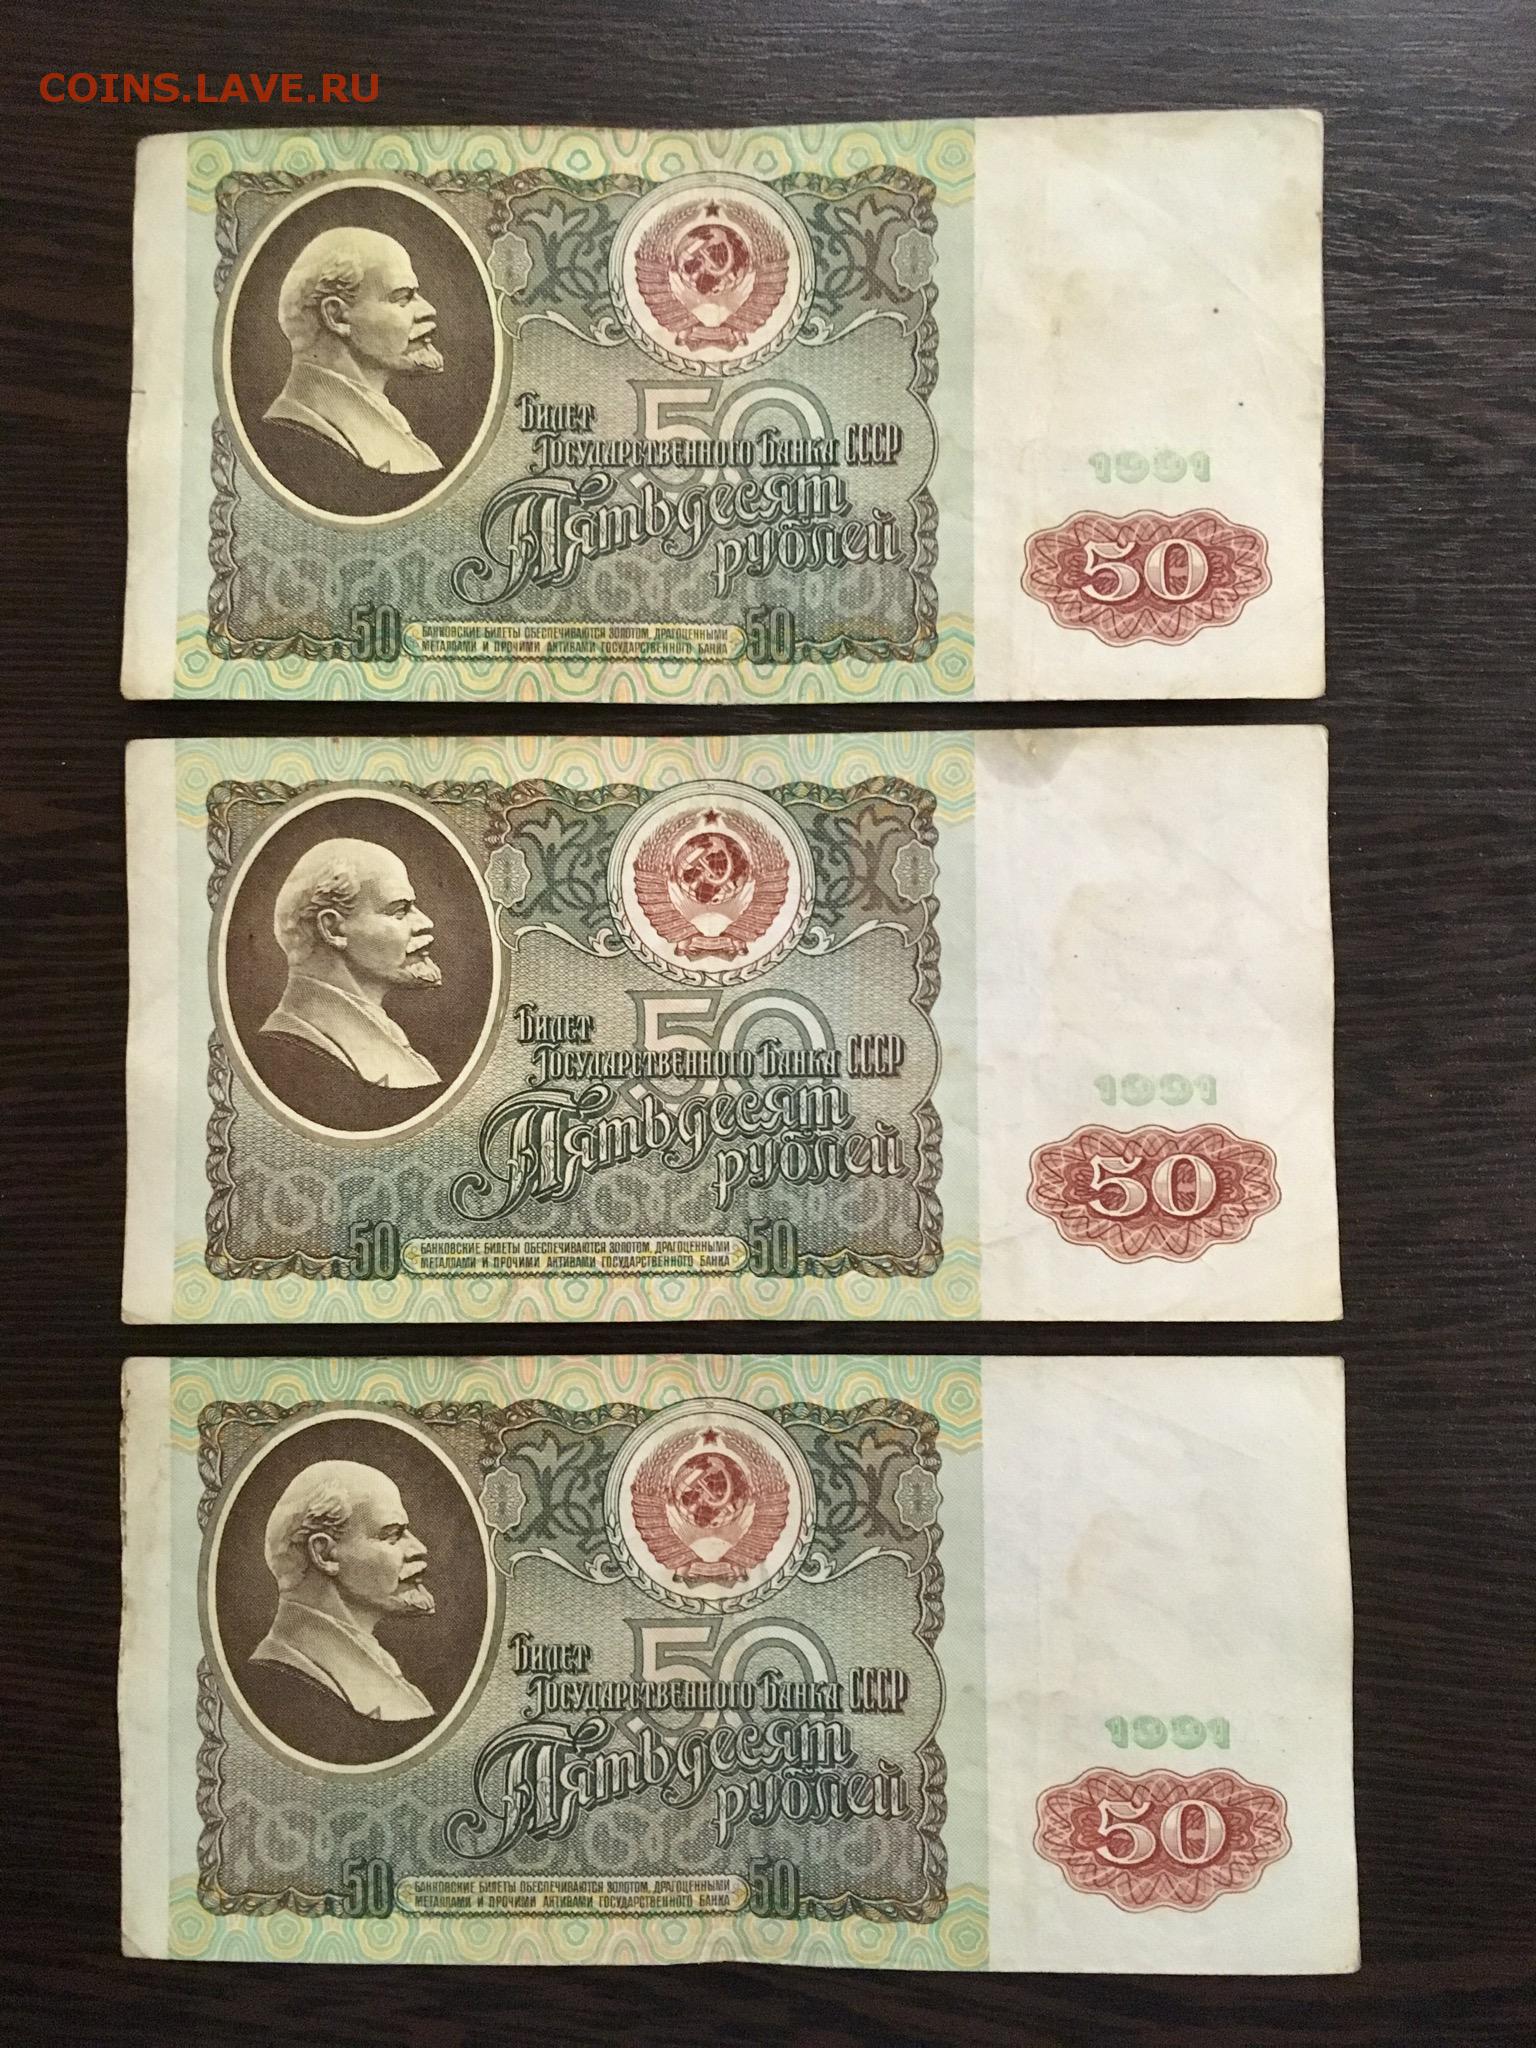 COINS.LAVE.RU
Билет
Государственного Банка СССР
50
Пятьдесят
рублей
50
БАНКОВСКИЕ БИЛЕТЫ ОБЕСПЕЧИВАЮТСЯ ЗОЛОТОМ, ДРАГОЦЕННЫМИ
МЕТАЛЛАМИ И ПРОЧИМИ АКТИВАМИ ГОСУДАРСТВЕННОГО БАНКА
50
1991
50
Билет
Государственного Банка СССР
50
Пятьдесят
рублей
50
БАНКОВСКИЕ БИЛЕТЫ ОБЕСПЕЧИВАЮТСЯ ЗОЛОТОМ, ДРАГОЦЕННЫМИ
МЕТАЛЛАМИ И ПРОЧИМИ АКТИВАМИ ГОСУДАРСТВЕННОГО БАНКА
50
1991
50
Билет
Государственного Банка СССР
50
Пятьдесят
рублей
50
БАНКОВСКИЕ БИЛЕТЫ ОБЕСПЕЧИВАЮТСЯ ЗОЛОТОМ, ДРАГОЦЕННЫМИ
МЕТАЛЛАМИ И ПРОЧИМИ АКТИВАМИ ГОСУДАРСТВЕННОГО БАНКА
50
1991
50